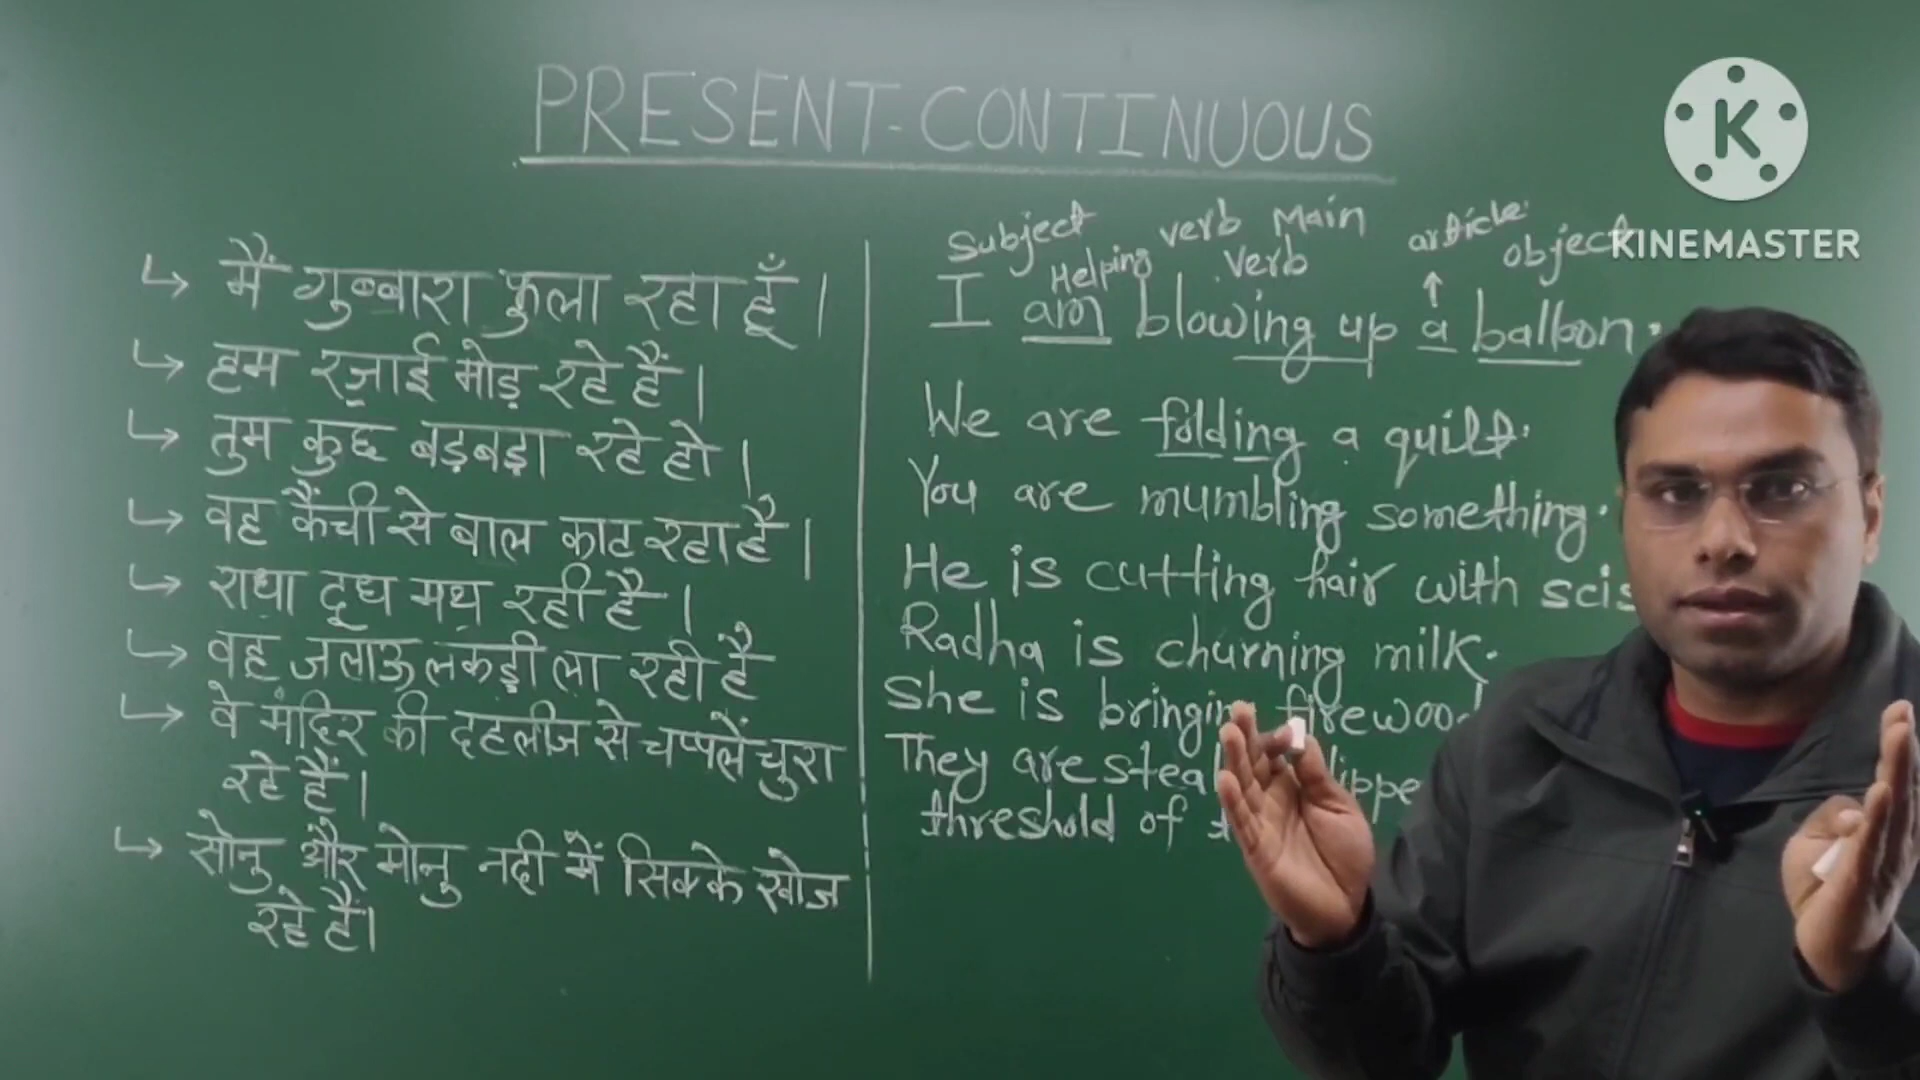 PRESENT-CONTINUOUS
KINEMASTER
↳ मैं गुब्बारा फुला रहा हूँ।
↳ हम रज़ाई मोड़ रहे हैं।
↳ तुम कुछ बड़बड़ा रहे हो।
↳ वह कैंची से बाल काट रहा है।
↳ राधा दूध मथ रही है।
↳ वह जलाऊ लकड़ी ला रही है
↳ वे मंदिर की दहलीज से चप्पलें चुरा
रहे हैं।
↳ सोनु और मोनु नदी में सिक्के खोज
रहे हैं।
Subject Helping verb Main verb article object
I am blowing up a balloon.
We are folding a quilt.
You are mumbling something.
He is cutting hair with
Radha is churning milk.
She is bringing firewood
They are
threshold of